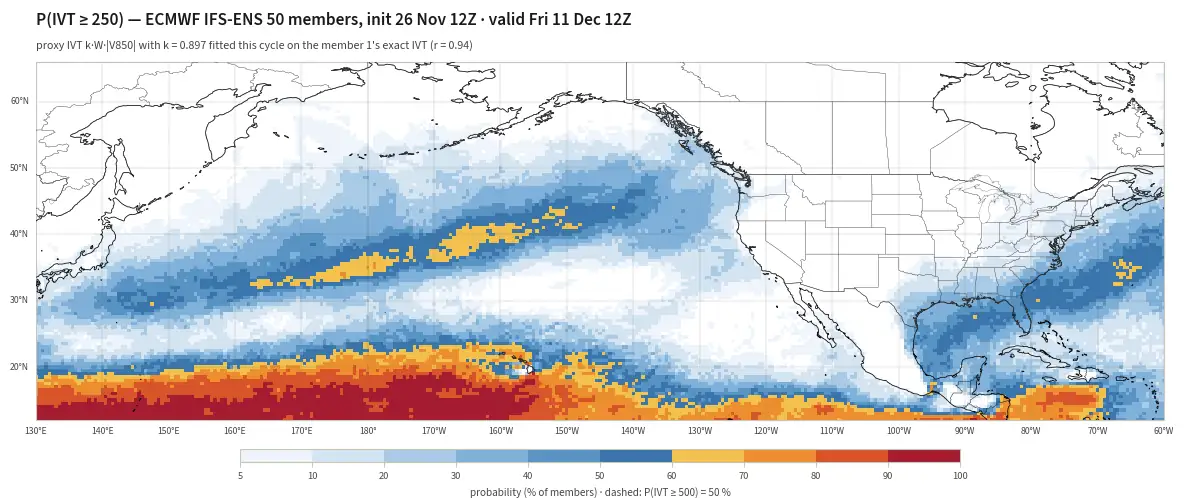 P(IVT ≥ 250) — ECMWF IFS-ENS 50 members, init 26 Nov 12Z · valid Fri 11 Dec 12Z
proxy IVT k·W·|V850| with k = 0.897 fitted this cycle on the member 1's exact IVT (r = 0.94)
60°N
50°N
40°N
30°N
20°N
130°E 140°E 150°E 160°E 170°E 180° 170°W 160°W 150°W 140°W 130°W 120°W 110°W 100°W 90°W 80°W 70°W 60°W
5 10 20 30 40 50 60 70 80 90 100
probability (% of members) · dashed: P(IVT ≥ 500) = 50 %